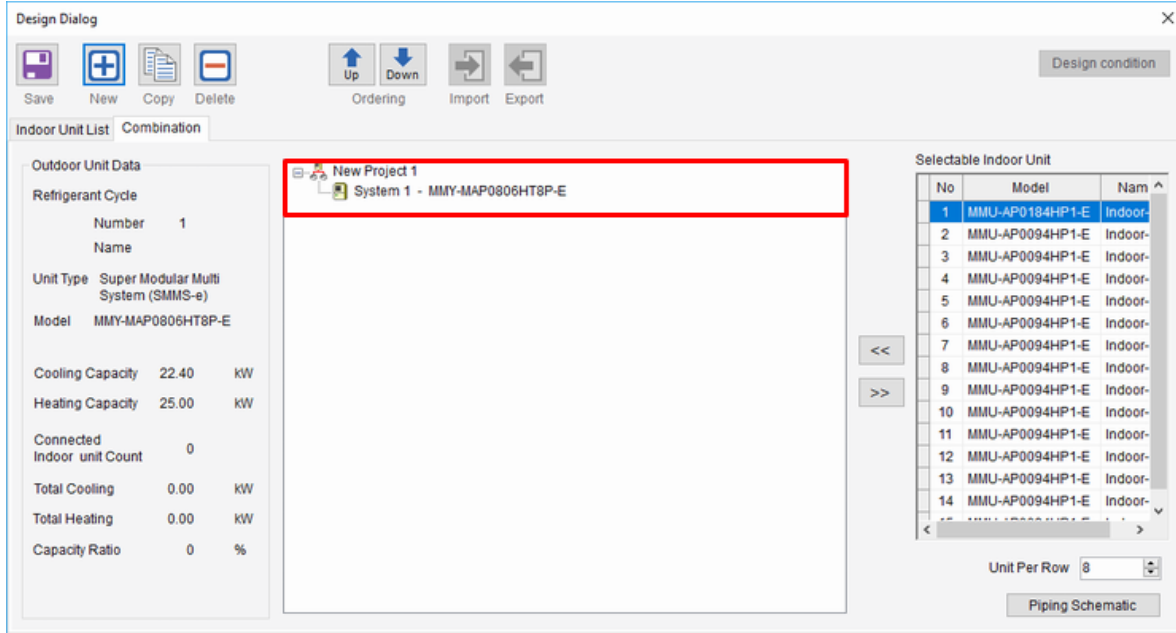 Design Dialog
Save
New
Copy
Delete
Up
Down
Ordering
Import
Export
Design condition
Indoor Unit List
Combination
Outdoor Unit Data
Refrigerant Cycle
Number 1
Name
Unit Type Super Modular Multi
System (SMMS-e)
Model MMY-MAP0806HT8P-E
Cooling Capacity 22.40 kW
Heating Capacity 25.00 kW
Connected
Indoor unit Count 0
Total Cooling 0.00 kW
Total Heating 0.00 kW
Capacity Ratio 0 %
New Project 1
System 1 - MMY-MAP0806HT8P-E
<<
>>
Selectable Indoor Unit
No Model Nam
1 MMU-AP0184HP1-E Indoor-
2 MMU-AP0094HP1-E Indoor-
3 MMU-AP0094HP1-E Indoor-
4 MMU-AP0094HP1-E Indoor-
5 MMU-AP0094HP1-E Indoor-
6 MMU-AP0094HP1-E Indoor-
7 MMU-AP0094HP1-E Indoor-
8 MMU-AP0094HP1-E Indoor-
9 MMU-AP0094HP1-E Indoor-
10 MMU-AP0094HP1-E Indoor-
11 MMU-AP0094HP1-E Indoor-
12 MMU-AP0094HP1-E Indoor-
13 MMU-AP0094HP1-E Indoor-
14 MMU-AP0094HP1-E Indoor-
Unit Per Row 8
Piping Schematic